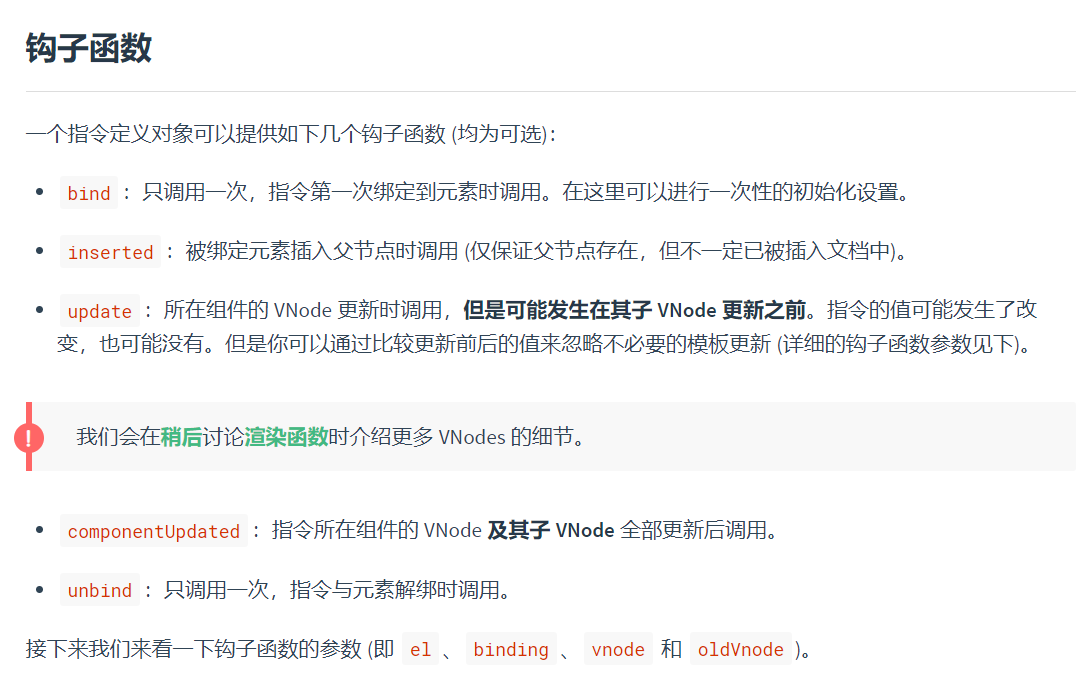 钩子函数
一个指令定义对象可以提供如下几个钩子函数 (均为可选)：
bind ：只调用一次，指令第一次绑定到元素时调用。在这里可以进行一次性的初始化设置。
inserted ：被绑定元素插入父节点时调用 (仅保证父节点存在，但不一定已被插入文档中)。
update ：所在组件的 VNode 更新时调用，但是可能发生在其子 VNode 更新之前。指令的值可能发生了改
变，也可能没有。但是你可以通过比较更新前后的值来忽略不必要的模板更新 (详细的钩子函数参数见下)。
! 我们会在稍后讨论渲染函数时介绍更多 VNodes 的细节。
componentUpdated ：指令所在组件的 VNode 及其子 VNode 全部更新后调用。
unbind ：只调用一次，指令与元素解绑时调用。
接下来我们来看一下钩子函数的参数 (即 el 、 binding 、 vnode 和 oldVnode )。